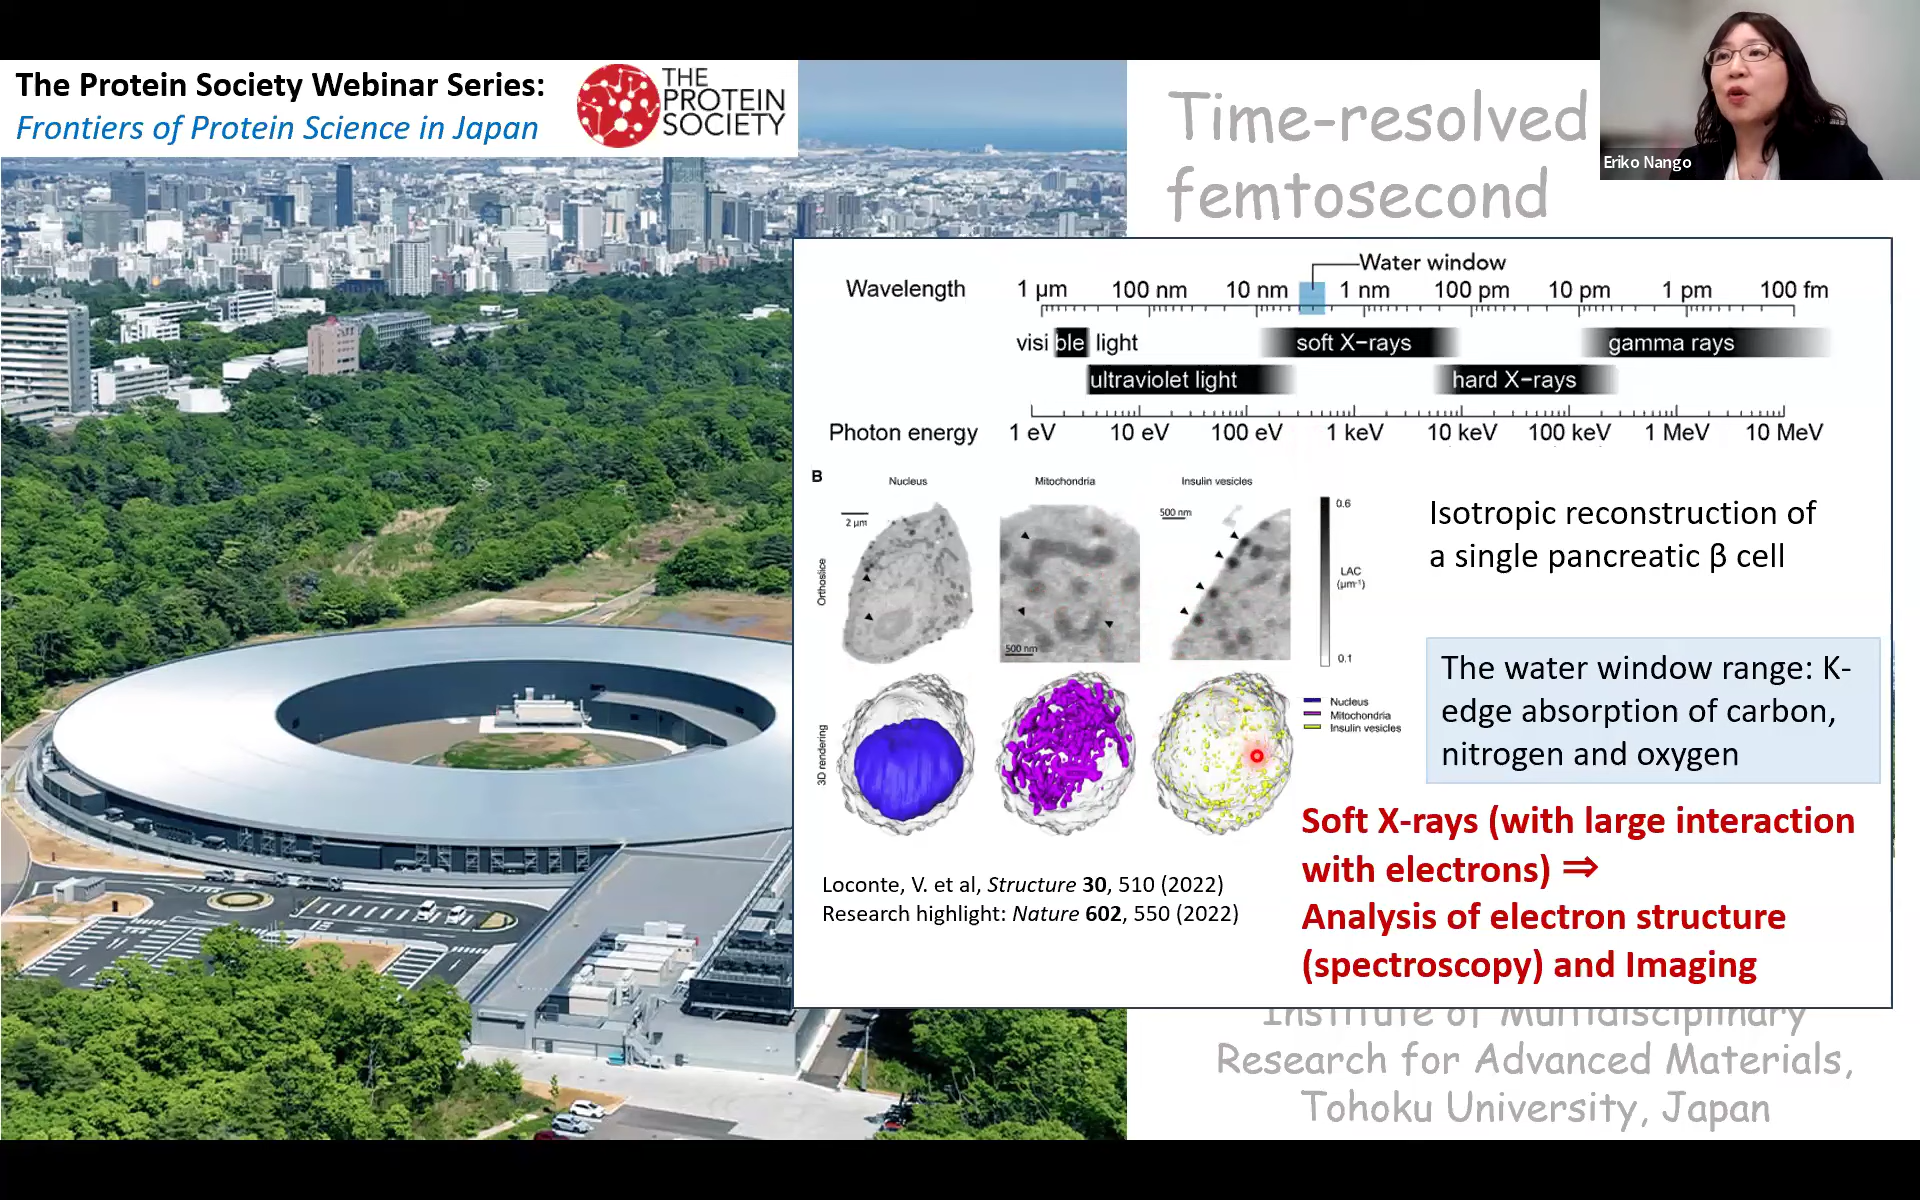 The Protein Society Webinar Series:
Frontiers of Protein Science in Japan
THE
PROTEIN
SOCIETY
Time-resolved
femtosecond
Eriko Nango
Water window
Wavelength 1 µm 100 nm 10 nm 1 nm 100 pm 10 pm 1 pm 100 fm
visible light soft X-rays gamma rays
ultraviolet light hard X-rays
Photon energy 1 eV 10 eV 100 eV 1 keV 10 keV 100 keV 1 MeV 10 MeV
B
Nucleus Mitochondria Insulin vesicles
2 µm
500 nm
500 nm
Orthoslice
0.6
LAC
(µm⁻¹)
0.1
3D rendering
Nucleus
Mitochondria
Insulin vesicles
Isotropic reconstruction of
a single pancreatic β cell
The water window range: K-
edge absorption of carbon,
nitrogen and oxygen
Soft X-rays (with large interaction
with electrons) ⇒
Analysis of electron structure
(spectroscopy) and Imaging
Loconte, V. et al, Structure 30, 510 (2022)
Research highlight: Nature 602, 550 (2022)
Institute of Multidisciplinary
Research for Advanced Materials,
Tohoku University, Japan